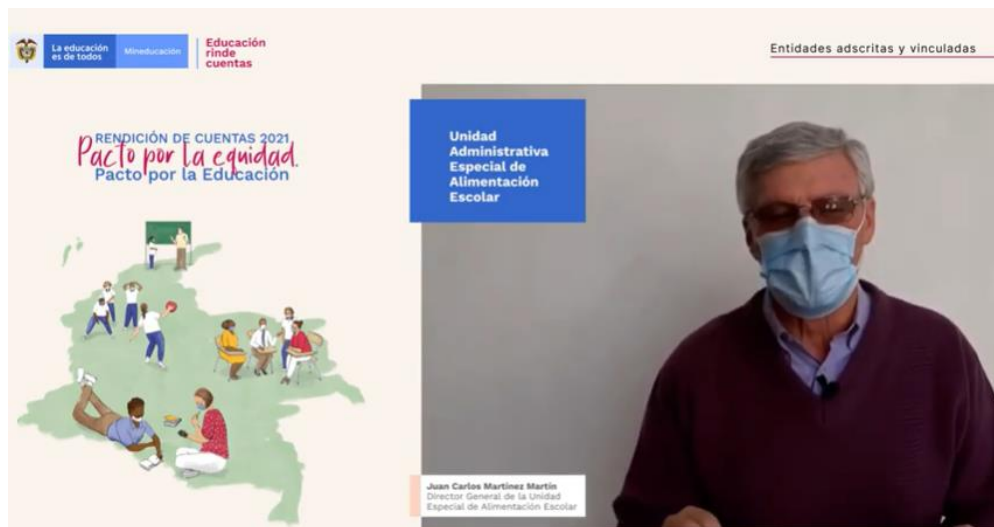 La educación
es de todos
Mineducación
Educación
rinde
cuentas
Entidades adscritas y vinculadas
RENDICIÓN DE CUENTAS 2021
Pacto por la equidad.
Pacto por la Educación
Unidad
Administrativa
Especial de
Alimentación
Escolar
Juan Carlos Martínez Martín
Director General de la Unidad
Especial de Alimentación Escolar